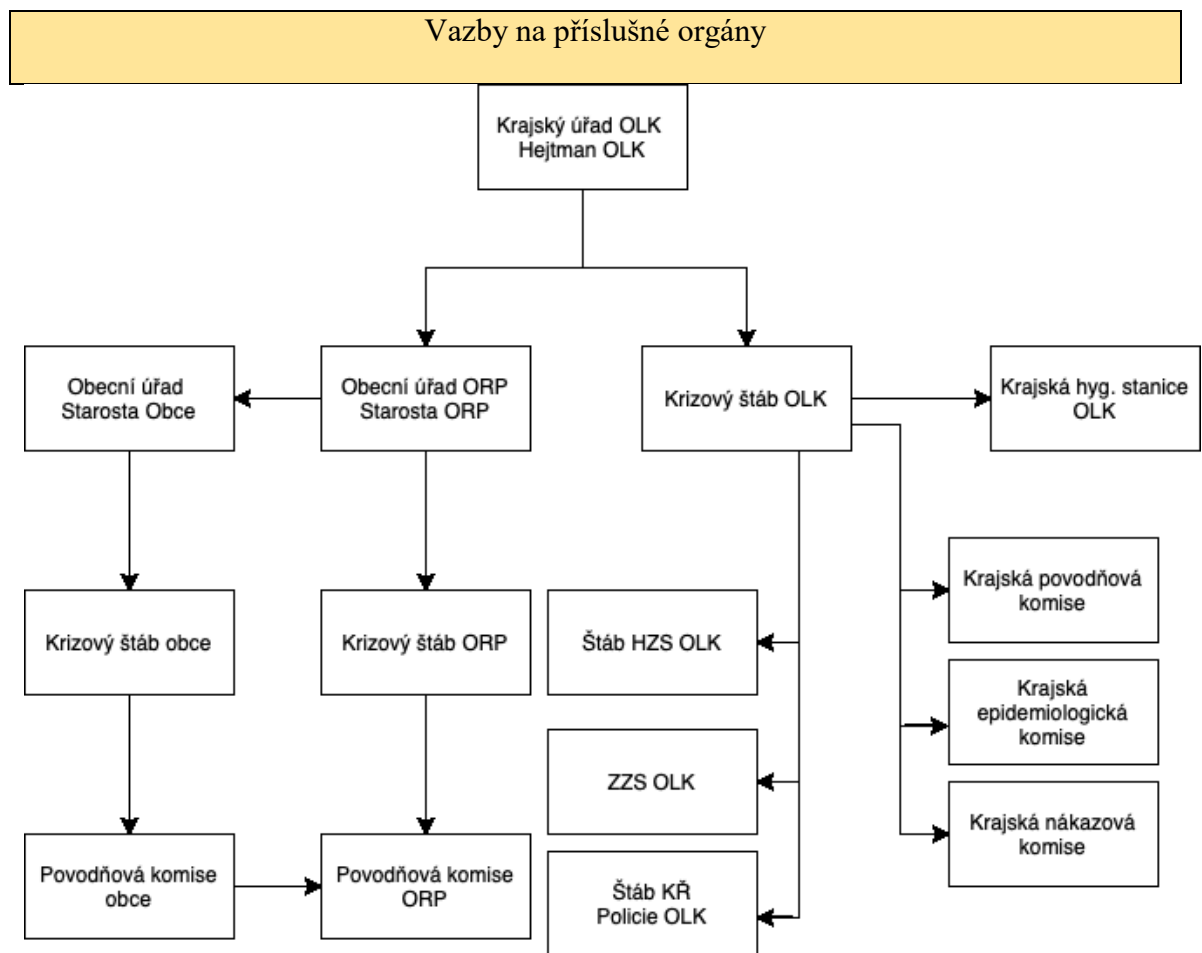 Vazby na příslušné orgány
Krajský úřad OLK
Hejtman OLK
Obecní úřad
Starosta Obce
Obecní úřad ORP
Starosta ORP
Krizový štáb OLK
Krajská hyg. stanice
OLK
Krajská povodňová
komise
Krizový štáb obce
Krizový štáb ORP
Štáb HZS OLK
Krajská
epidemiologická
komise
ZZS OLK
Krajská nákazová
komise
Povodňová komise
obce
Povodňová komise
ORP
Štáb KŘ
Policie OLK